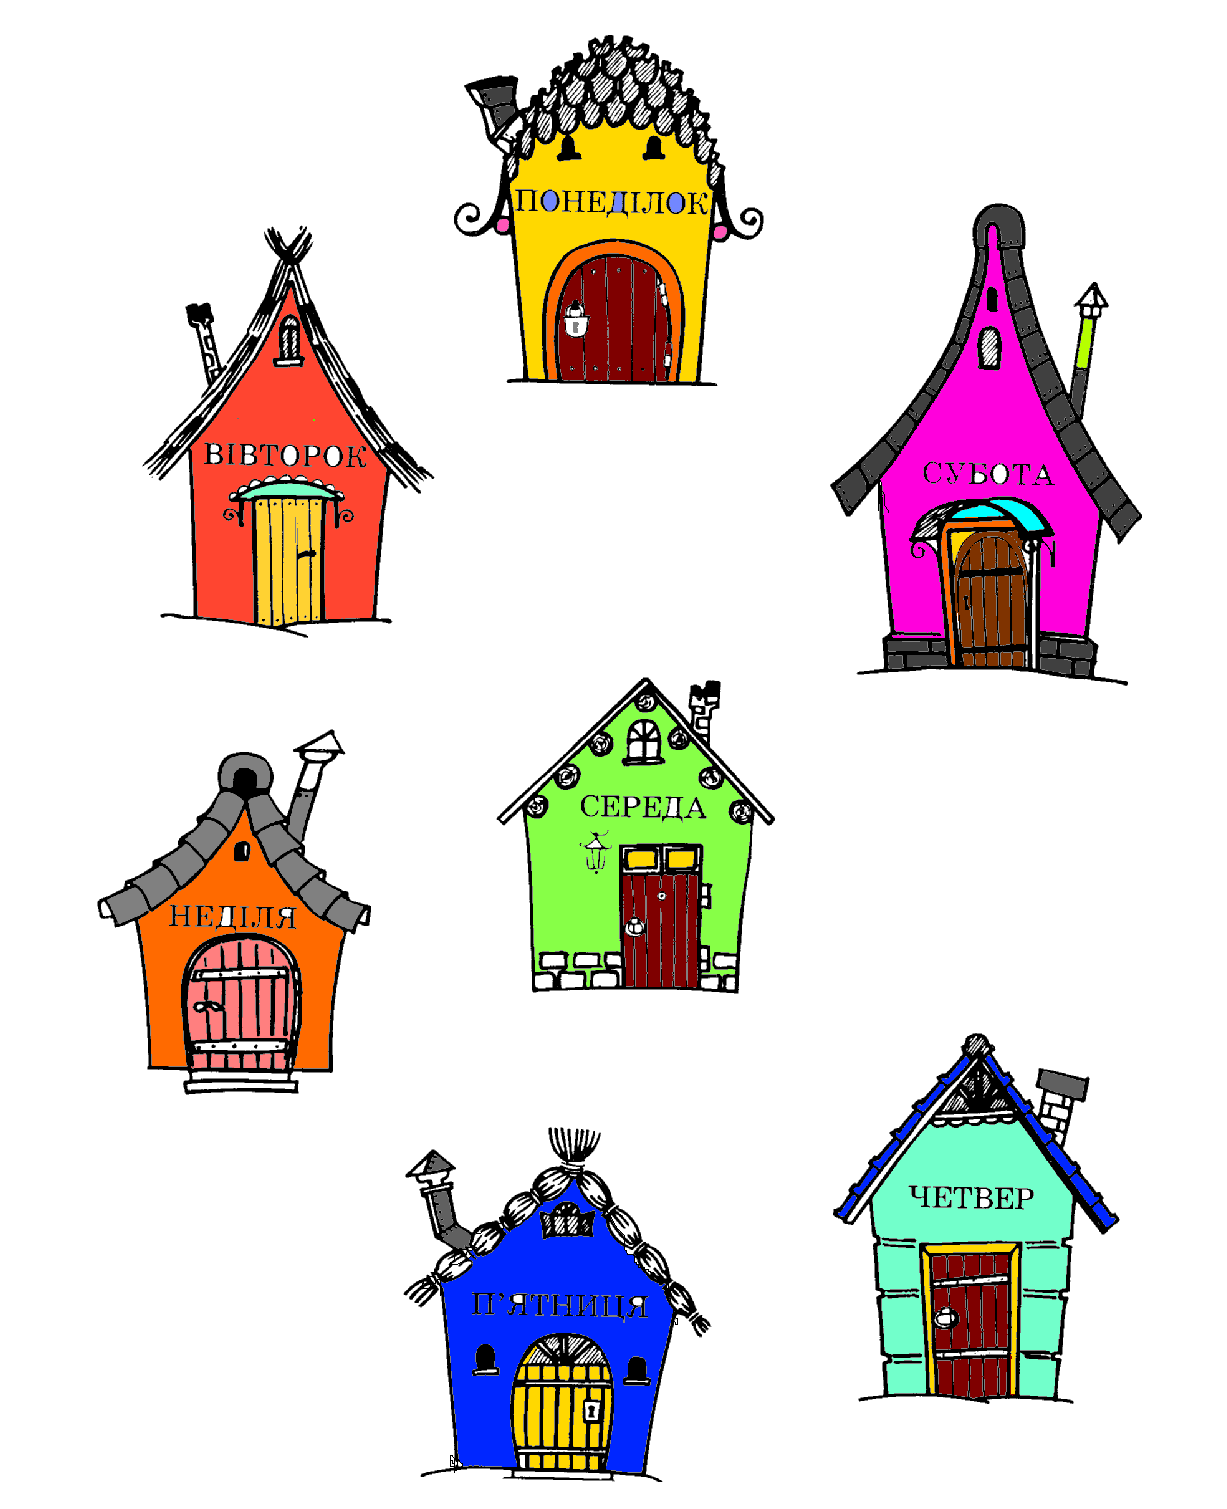 ПОНЕДІЛОК
ВІВТОРОК
СУБОТА
СЕРЕДА
НЕДІЛЯ
ЧЕТВЕР
П'ЯТНИЦЯ